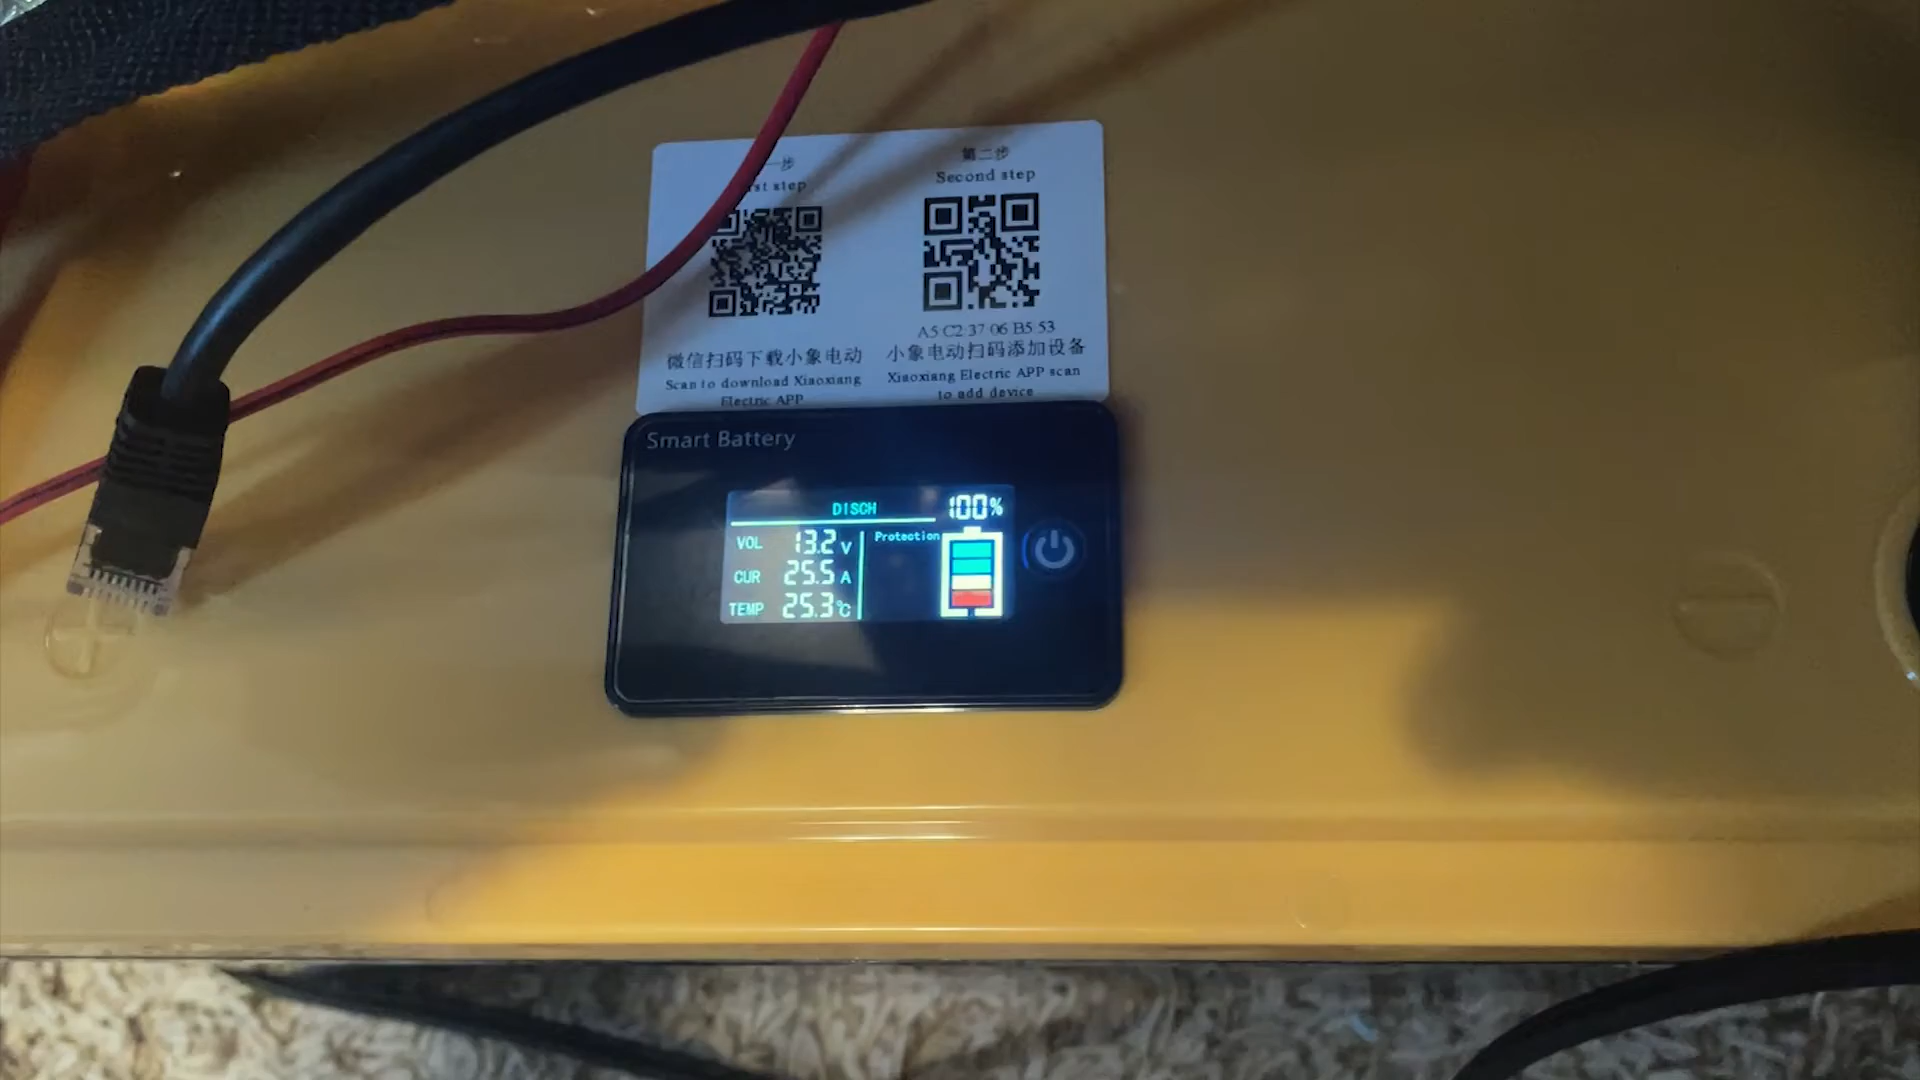 一步
第二步
step
Second step
A5 C2 37 06 B5 53
微信扫码下载小象电动
小象电动扫码添加设备
Scan to download Xiaoxiang
Electric APP
Xiaoxiang Electric APP scan
to add device
Smart Battery
DISCH
100%
VOL 13.2 V
Protection
CUR 25.5 A
TEMP 25.3°C